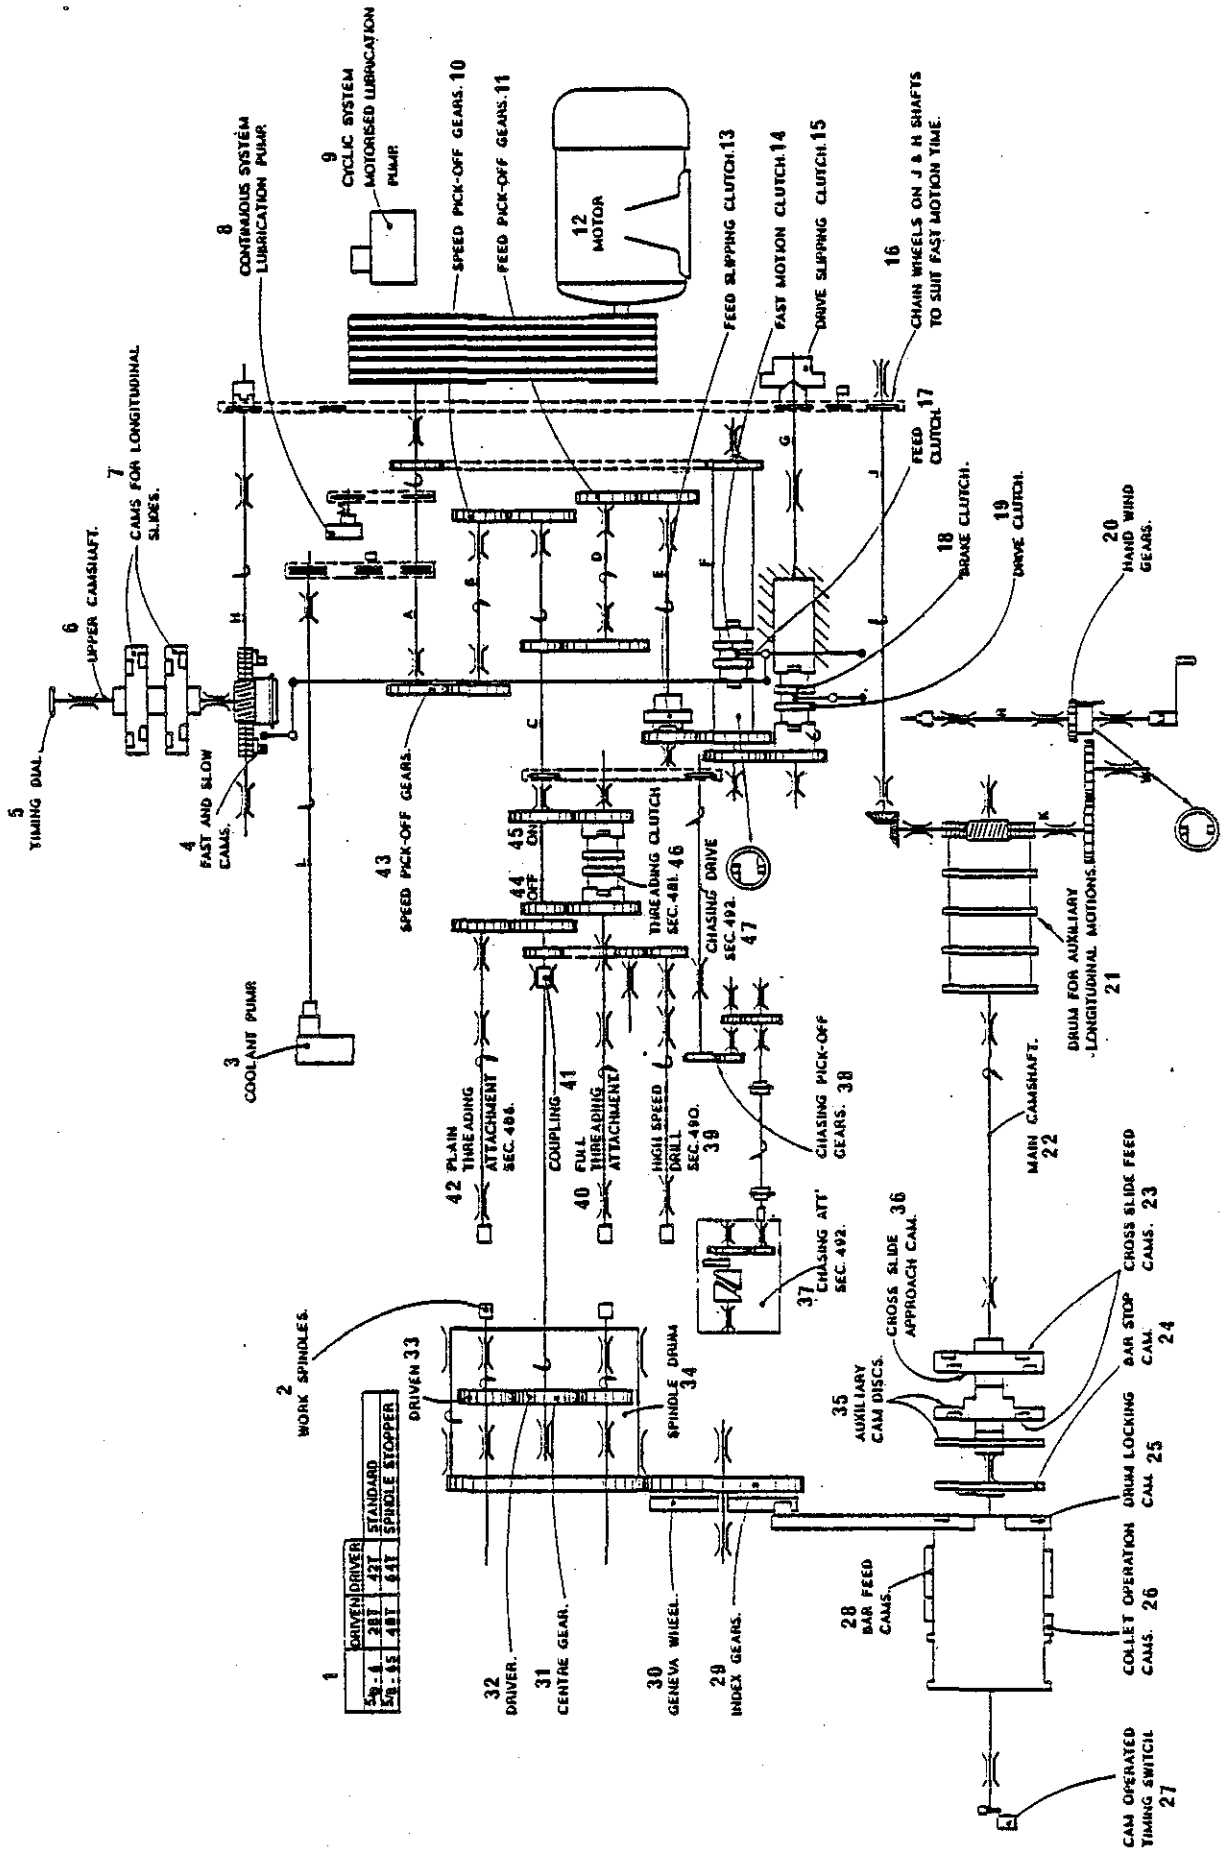 1
DRIVEN DRIVER
5/8 - 6 28T 42T STANDARD
5/8 - 6S 48T 64T SPINDLE STOPPER
2
WORK SPINDLES.
3
COOLANT PUMP.
4
FAST AND SLOW
CAMS.
5
TIMING DIAL.
6
UPPER CAMSHAFT.
7
CAMS FOR LONGITUDINAL
SLIDES.
8
CONTINUOUS SYSTEM
LUBRICATION PUMP.
9
CYCLIC SYSTEM
MOTORISED LUBRICATION
PUMP.
SPEED PICK-OFF GEARS. 10
FEED PICK-OFF GEARS. 11
12
MOTOR
FEED SLIPPING CLUTCH. 13
FAST MOTION CLUTCH. 14
DRIVE SLIPPING CLUTCH. 15
16
CHAIN WHEELS ON J & H SHAFTS
TO SUIT FAST MOTION TIME.
FEED
CLUTCH. 17
18
BRAKE CLUTCH.
19
DRIVE CLUTCH.
20
HAND WIND
GEARS.
DRUM FOR AUXILIARY
LONGITUDINAL MOTIONS.
21
MAIN CAMSHAFT.
22
CROSS SLIDE FEED
CAMS. 23
BAR STOP
CAM. 24
DRUM LOCKING
CAM. 25
COLLET OPERATION
CAMS. 26
CAM OPERATED
TIMING SWITCH.
27
28
BAR FEED
CAMS.
29
INDEX GEARS.
30
GENEVA WHEEL.
31
CENTRE GEAR.
32
DRIVER.
DRIVEN 33
SPINDLE DRUM
34
35
AUXILIARY
CAM DISCS.
CROSS SLIDE 36
APPROACH CAM.
37
CHASING ATT'
SEC. 492.
CHASING PICK-OFF
GEARS. 38
HIGH SPEED
DRILL
SEC. 490.
39
40 FULL
THREADING
ATTACHMENT
COUPLING
41
42 PLAIN
THREADING
ATTACHMENT
SEC. 486.
43
SPEED PICK-OFF GEARS.
44
OFF
45
ON
THREADING CLUTCH
SEC. 481. 46
CHASING DRIVE
SEC. 492.
47
A
B
C
D
E
F
G
H
J
K
L